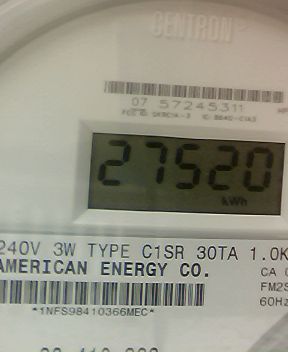 CENTRON
07 57245311
27520
kWh
240V 3W TYPE C1SR 30TA 1.0K
AMERICAN ENERGY CO.
CA
FM2S
60Hz
*1NFS98410366MEC*